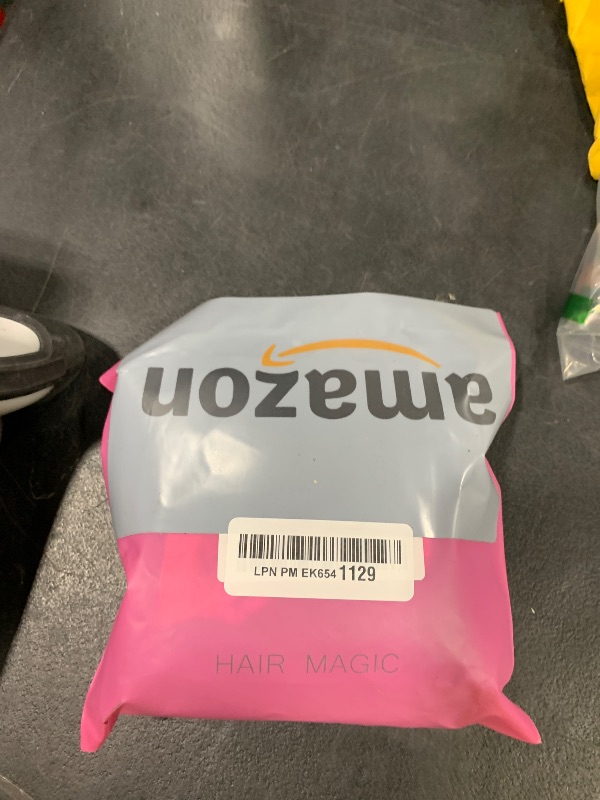 amazon
LPN PM EK654 1129
HAIR MAGIC